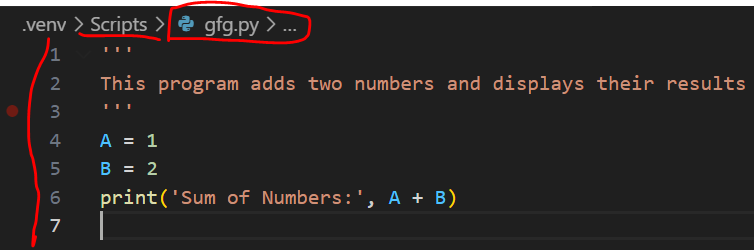 .venv > Scripts > gfg.py > ...
1 '''
2 This program adds two numbers and displays their results
3 '''
4 A = 1
5 B = 2
6 print('Sum of Numbers:', A + B)
7